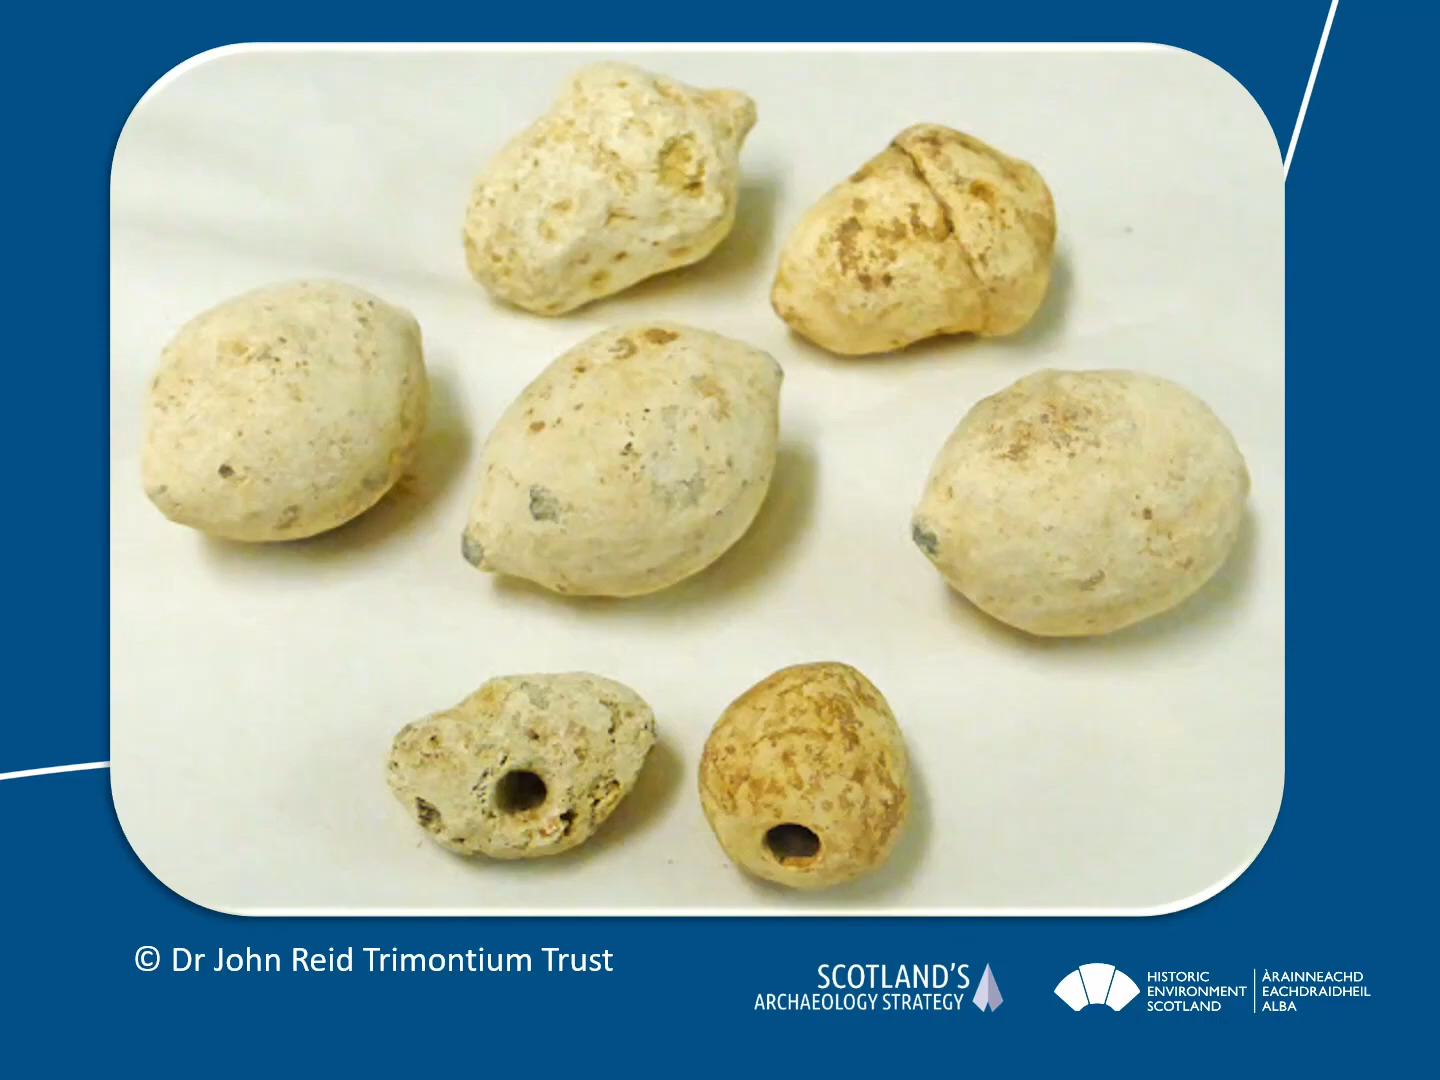 © Dr John Reid Trimontium Trust
SCOTLAND'S
ARCHAEOLOGY STRATEGY
HISTORIC
ENVIRONMENT
SCOTLAND
ÀRAINNEACHD
EACHDRAIDHEIL
ALBA